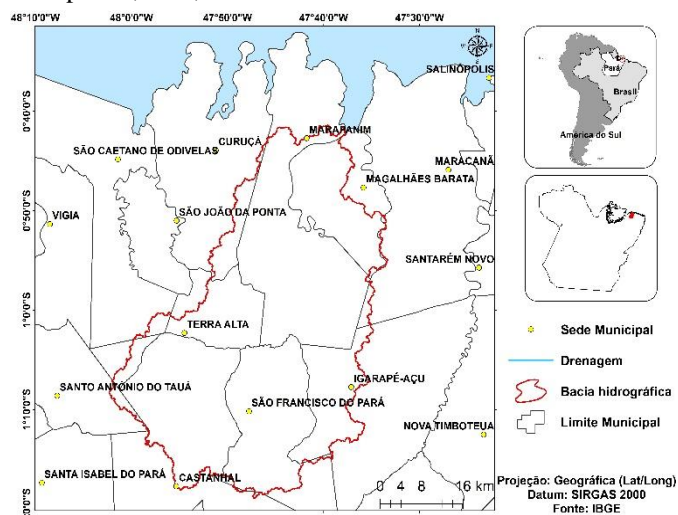 48°10'0"W 48°0'0"W 47°50'0"W 47°40'0"W 47°30'0"W
N
SALINÓPOLIS
0°40'0"S
MARAPANIM
CURUÇÁ
SÃO CAETANO DE ODIVELAS
MARACANÃ
MAGALHÃES BARATA
0°50'0"S
VIGIA
SÃO JOÃO DA PONTA
SANTARÉM NOVO
1°0'0"S
TERRA ALTA
SANTO ANTÔNIO DO TAUÁ
IGARAPÉ-AÇU
1°10'0"S
SÃO FRANCISCO DO PARÁ
NOVA TIMBOTEUA
SANTA ISABEL DO PARÁ
CASTANHAL
0 4 8 16 km
Pará
Brasil
América do Sul
Sede Municipal
Drenagem
Bacia hidrográfica
Limite Municipal
Projeção: Geográfica (Lat/Long)
Datum: SIRGAS 2000
Fonte: IBGE